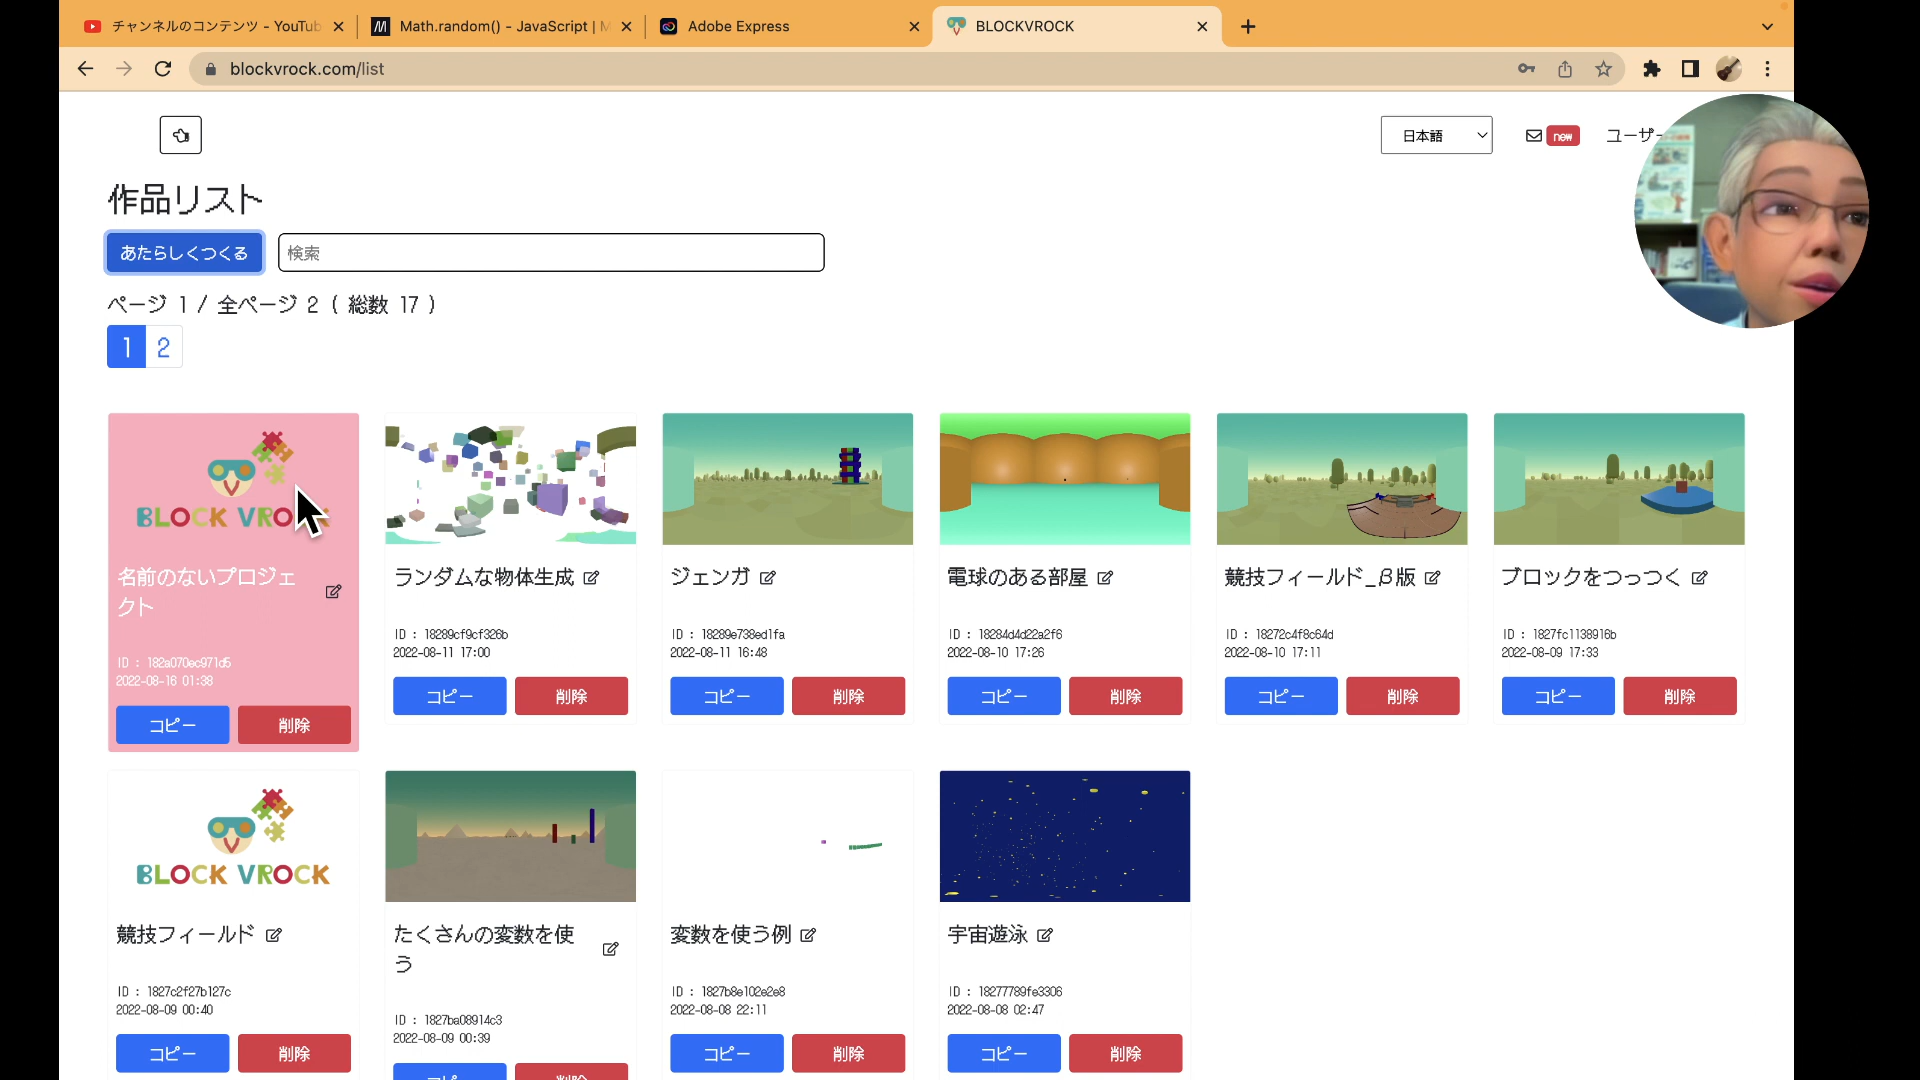 チャンネルのコンテンツ - YouTub
Math.random() - JavaScript | M
Adobe Express
BLOCKVROCK
blockvrock.com/list
日本語
new
ユーザー
作品リスト
あたらしくつくる
検索
ページ 1 / 全ページ 2 ( 総数 17 )
1 2
BLOCK VRO K
名前のないプロジェ
クト
ID : 182a070ec971d5
2022-08-16 01:38
コピー 削除
ランダムな物体生成
ID : 18289cf9cf326b
2022-08-11 17:00
コピー 削除
ジェンガ
ID : 18289e738ed1fa
2022-08-11 16:48
コピー 削除
電球のある部屋
ID : 18284d4d22a2f6
2022-08-10 17:26
コピー 削除
競技フィールド_β版
ID : 18272c4f8c64d
2022-08-10 17:11
コピー 削除
ブロックをつっつく
ID : 1827fc1138916b
2022-08-09 17:33
コピー 削除
BLOCK VROCK
競技フィールド
ID : 1827c2f27b127c
2022-08-09 00:40
コピー 削除
たくさんの変数を使
う
ID : 1827ba08914c3
2022-08-09 00:39
コピー 削除
変数を使う例
ID : 1827b8e102e2e8
2022-08-08 22:11
コピー 削除
宇宙遊泳
ID : 18277789fe3306
2022-08-08 02:47
コピー 削除